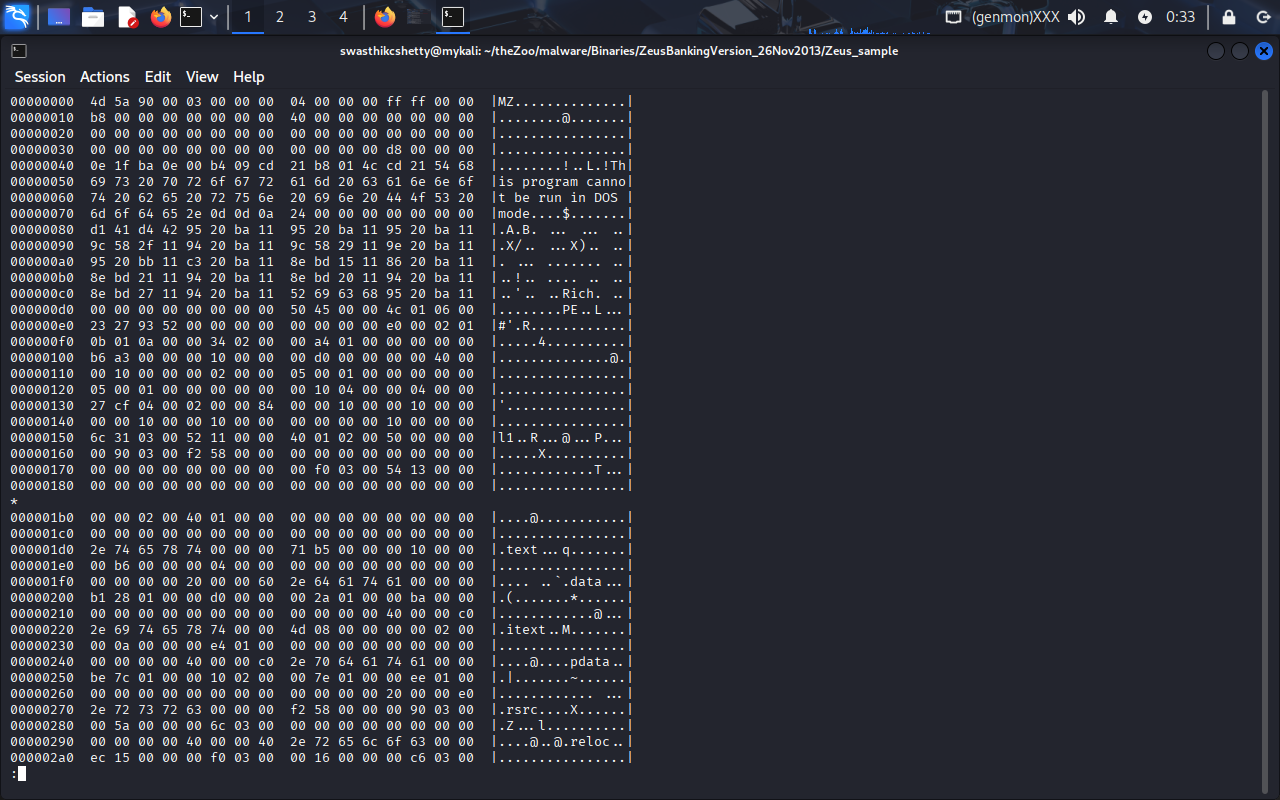 1 2 3 4 (genmon)XXX 0:33
swasthikcshetty@mykali: ~/theZoo/malware/Binaries/ZeusBankingVersion_26Nov2013/Zeus_sample
Session Actions Edit View Help
00000000  4d 5a 90 00 03 00 00 00  04 00 00 00 ff ff 00 00  |MZ..............|
00000010  b8 00 00 00 00 00 00 00  40 00 00 00 00 00 00 00  |........@.......|
00000020  00 00 00 00 00 00 00 00  00 00 00 00 00 00 00 00  |................|
00000030  00 00 00 00 00 00 00 00  00 00 00 00 d8 00 00 00  |................|
00000040  0e 1f ba 0e 00 b4 09 cd  21 b8 01 4c cd 21 54 68  |........!..L.!Th|
00000050  69 73 20 70 72 6f 67 72  61 6d 20 63 61 6e 6e 6f  |is program canno|
00000060  74 20 62 65 20 72 75 6e  20 69 6e 20 44 4f 53 20  |t be run in DOS |
00000070  6d 6f 64 65 2e 0d 0d 0a  24 00 00 00 00 00 00 00  |mode....$.......|
00000080  d1 41 d4 42 95 20 ba 11  95 20 ba 11 95 20 ba 11  |.A.B. ... ... ..|
00000090  9c 58 2f 11 94 20 ba 11  9c 58 29 11 9e 20 ba 11  |.X/.. ...X).. ..|
000000a0  95 20 bb 11 c3 20 ba 11  8e bd 15 11 86 20 ba 11  |. ... ....... ..|
000000b0  8e bd 21 11 94 20 ba 11  8e bd 20 11 94 20 ba 11  |..!.. .... .. ..|
000000c0  8e bd 27 11 94 20 ba 11  52 69 63 68 95 20 ba 11  |..'.. ..Rich. ..|
000000d0  00 00 00 00 00 00 00 00  50 45 00 00 4c 01 06 00  |........PE..L...|
000000e0  23 27 93 52 00 00 00 00  00 00 00 00 e0 00 02 01  |#'.R............|
000000f0  0b 01 0a 00 00 34 02 00  00 a4 01 00 00 00 00 00  |.....4..........|
00000100  b6 a3 00 00 00 10 00 00  00 d0 00 00 00 00 40 00  |..............@.|
00000110  00 10 00 00 00 02 00 00  05 00 01 00 00 00 00 00  |................|
00000120  05 00 01 00 00 00 00 00  00 10 04 00 00 04 00 00  |................|
00000130  27 cf 04 00 02 00 00 84  00 00 10 00 00 10 00 00  |'...............|
00000140  00 00 10 00 00 10 00 00  00 00 00 00 10 00 00 00  |................|
00000150  6c 31 03 00 52 11 00 00  40 01 02 00 50 00 00 00  |l1..R...@...P...|
00000160  00 90 03 00 f2 58 00 00  00 00 00 00 00 00 00 00  |.....X..........|
00000170  00 00 00 00 00 00 00 00  00 f0 03 00 54 13 00 00  |............T...|
00000180  00 00 00 00 00 00 00 00  00 00 00 00 00 00 00 00  |................|
*
000001b0  00 00 02 00 40 01 00 00  00 00 00 00 00 00 00 00  |....@...........|
000001c0  00 00 00 00 00 00 00 00  00 00 00 00 00 00 00 00  |................|
000001d0  2e 74 65 78 74 00 00 00  71 b5 00 00 00 10 00 00  |.text...q.......|
000001e0  00 b6 00 00 00 04 00 00  00 00 00 00 00 00 00 00  |................|
000001f0  00 00 00 00 20 00 00 60  2e 64 61 74 61 00 00 00  |.... ..`.data...|
00000200  b1 28 01 00 00 d0 00 00  00 2a 01 00 00 ba 00 00  |.(.......*......|
00000210  00 00 00 00 00 00 00 00  00 00 00 00 40 00 00 c0  |............@...|
00000220  2e 69 74 65 78 74 00 00  4d 08 00 00 00 00 02 00  |.itext..M.......|
00000230  00 0a 00 00 00 e4 01 00  00 00 00 00 00 00 00 00  |................|
00000240  00 00 00 00 40 00 00 c0  2e 70 64 61 74 61 00 00  |....@....pdata..|
00000250  be 7c 01 00 00 10 02 00  00 7e 01 00 00 ee 01 00  |.|.......~......|
00000260  00 00 00 00 00 00 00 00  00 00 00 00 20 00 00 e0  |............ ...|
00000270  2e 72 73 72 63 00 00 00  f2 58 00 00 00 90 03 00  |.rsrc....X......|
00000280  00 5a 00 00 00 6c 03 00  00 00 00 00 00 00 00 00  |.Z...l..........|
00000290  00 00 00 00 40 00 00 40  2e 72 65 6c 6f 63 00 00  |....@..@.reloc..|
000002a0  ec 15 00 00 00 f0 03 00  00 16 00 00 00 c6 03 00  |................|
: